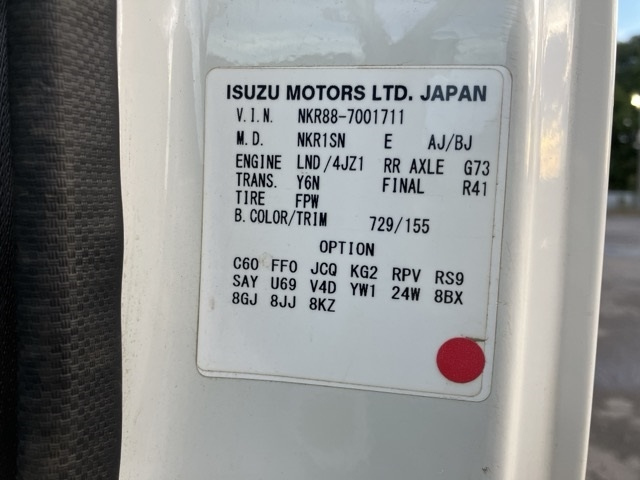 ISUZU MOTORS LTD. JAPAN
V.I.N. NKR88-7001711
M.D. NKR1SN E AJ/BJ
ENGINE LND/4JZ1 RR AXLE G73
TRANS. Y6N FINAL R41
TIRE FPW
B.COLOR/TRIM 729/155
OPTION
C60 FF0 JCQ KG2 RPV RS9
SAY U69 V4D YW1 24W 8BX
8GJ 8JJ 8KZ